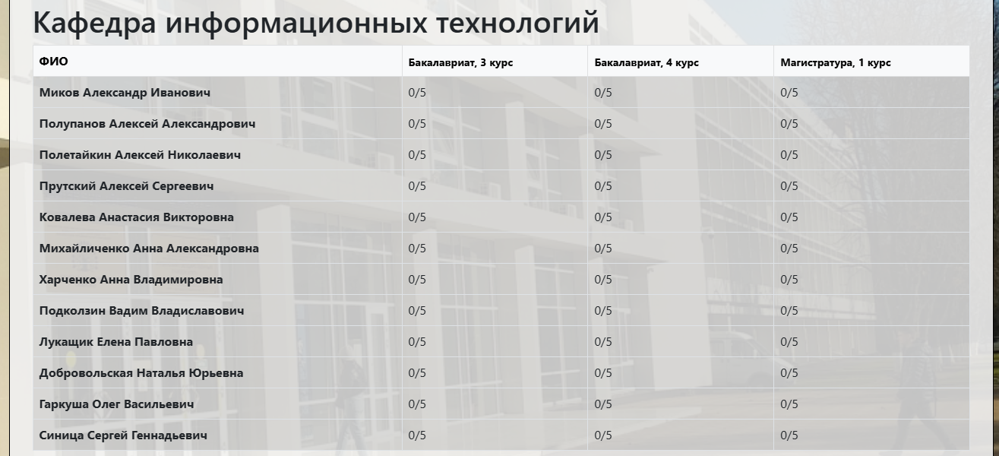 Кафедра информационных технологий
ФИО Бакалавриат, 3 курс Бакалавриат, 4 курс Магистратура, 1 курс
Миков Александр Иванович 0/5 0/5 0/5
Полупанов Алексей Александрович 0/5 0/5 0/5
Полетайкин Алексей Николаевич 0/5 0/5 0/5
Прутский Алексей Сергеевич 0/5 0/5 0/5
Ковалева Анастасия Викторовна 0/5 0/5 0/5
Михайличенко Анна Александровна 0/5 0/5 0/5
Харченко Анна Владимировна 0/5 0/5 0/5
Подколзин Вадим Владиславович 0/5 0/5 0/5
Лукащик Елена Павловна 0/5 0/5 0/5
Добровольская Наталья Юрьевна 0/5 0/5 0/5
Гаркуша Олег Васильевич 0/5 0/5 0/5
Синица Сергей Геннадьевич 0/5 0/5 0/5